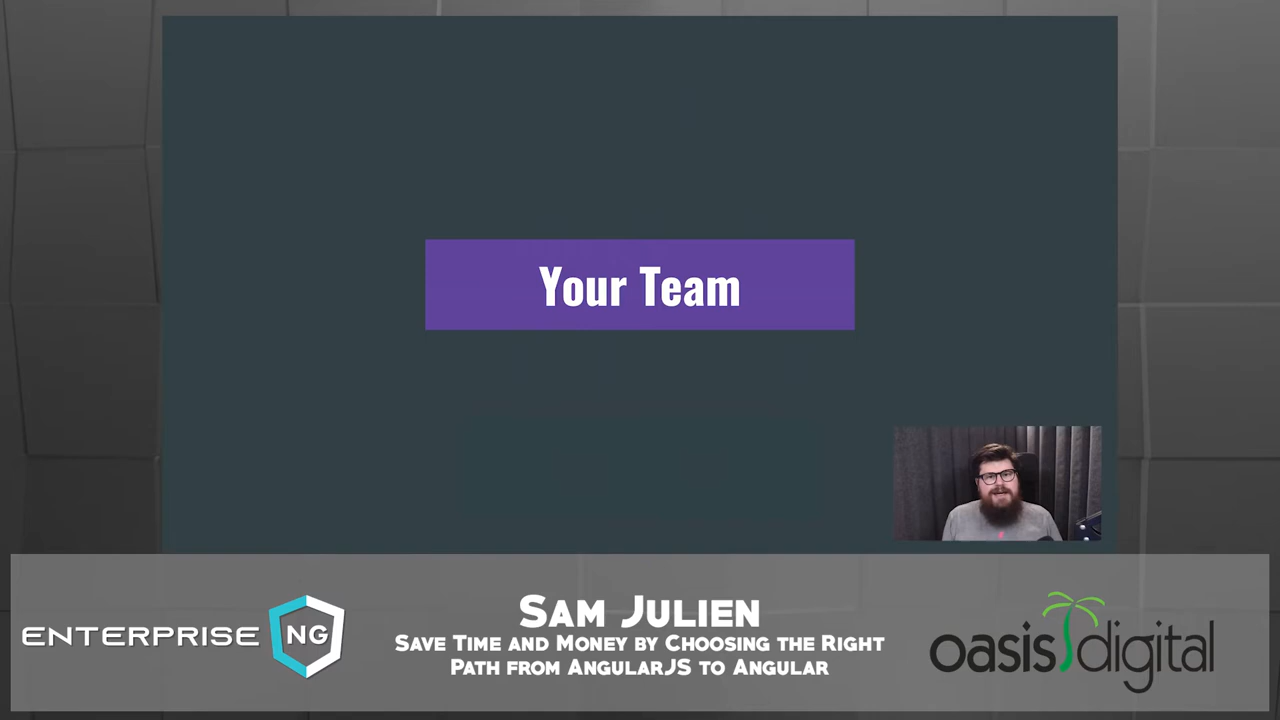 Your Team
ENTERPRISE NG
Sam Julien
Save Time and Money by Choosing the Right
Path from AngularJS to Angular
oasis digital